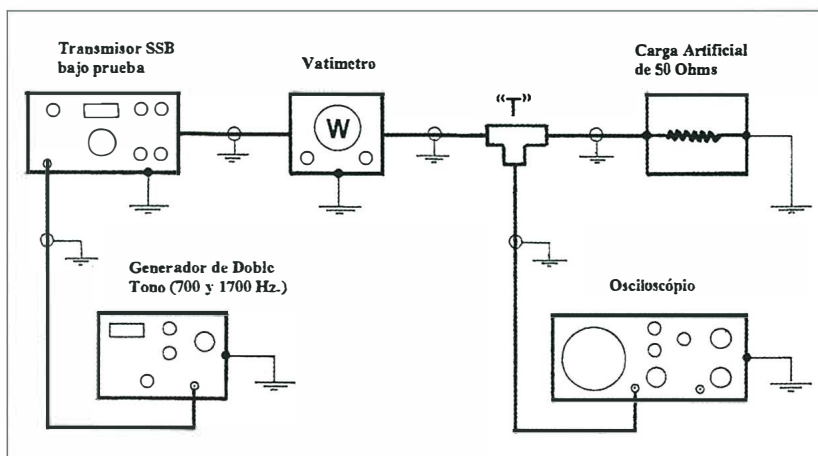 Transmisor SSB
bajo prueba
Vatimetro
"T"
Carga Artificial
de 50 Ohms
W
Generador de Doble
Tono (700 y 1700 Hz.)
Osciloscópio